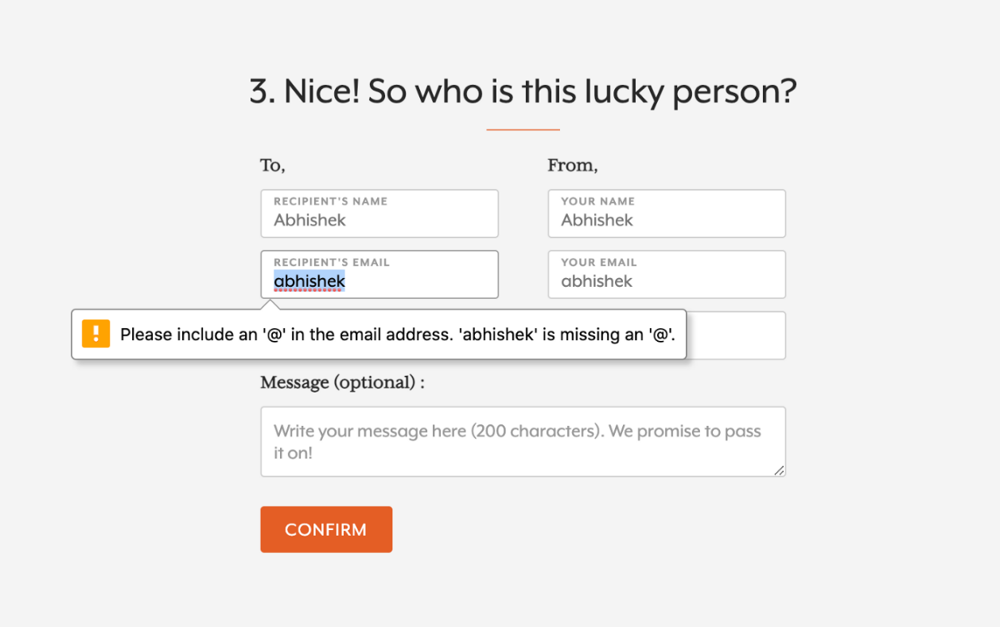 3. Nice! So who is this lucky person?
To,
From,
RECIPIENT'S NAME
Abhishek
YOUR NAME
Abhishek
RECIPIENT'S EMAIL
abhishek
YOUR EMAIL
abhishek
Please include an '@' in the email address. 'abhishek' is missing an '@'.
Message (optional) :
Write your message here (200 characters). We promise to pass
it on!
CONFIRM